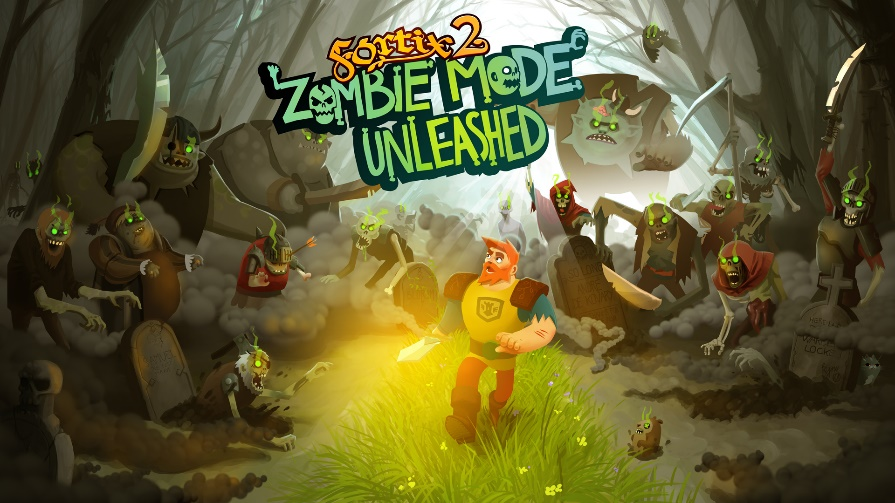 Fortix 2
ZOMBIE MODE
UNLEASHED